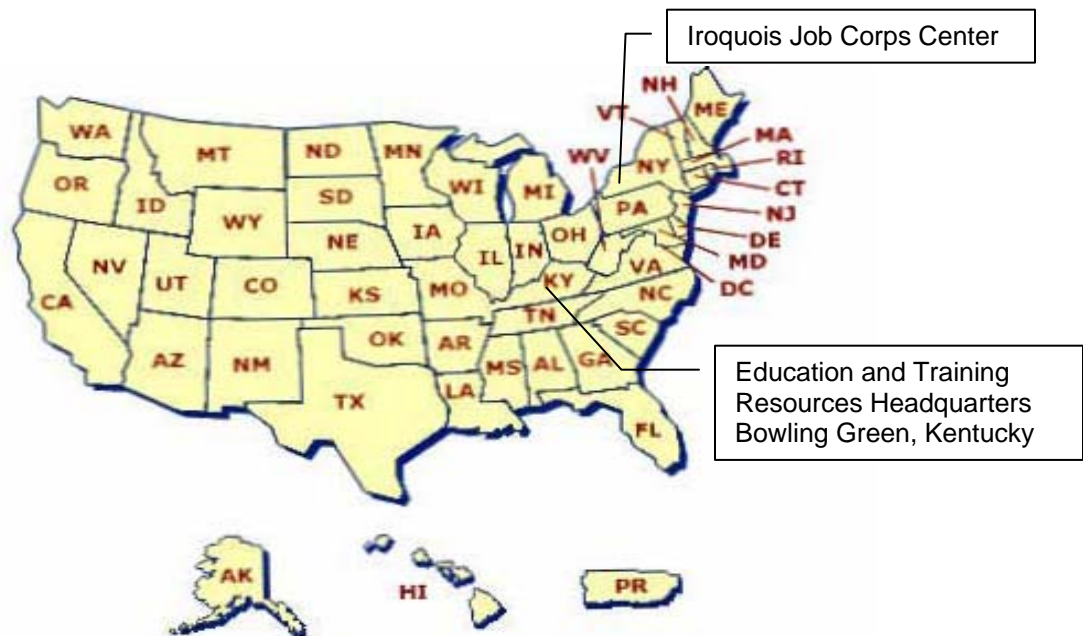 Iroquois Job Corps Center
NH
ME
VT
MA
WA
MT
ND
MN
WV
NY
RI
OR
ID
SD
WI
MI
CT
WY
PA
NJ
IA
NE
OH
DE
IL
IN
MD
NV
UT
CO
VA
DC
CA
KS
MO
KY
NC
TN
OK
AR
SC
AZ
NM
MS
AL
GA
TX
LA
FL
Education and Training
Resources Headquarters
Bowling Green, Kentucky
AK
HI
PR